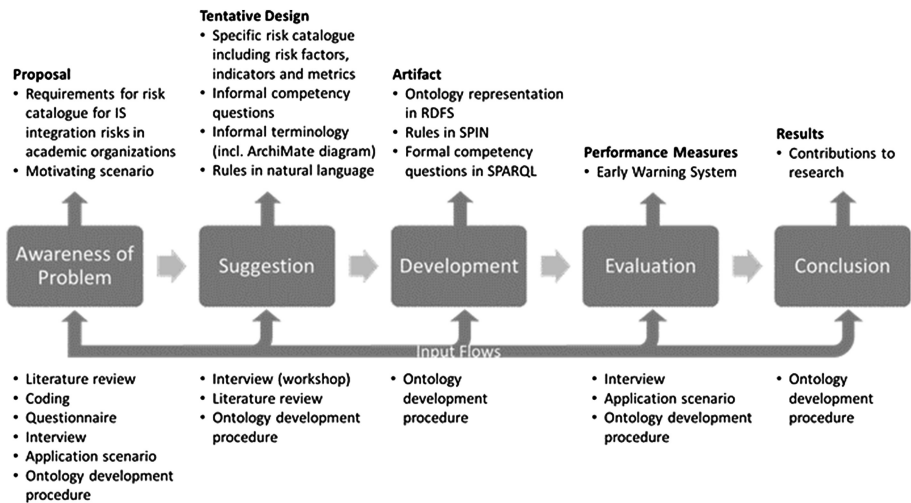 Proposal
• Requirements for risk
catalogue for IS
integration risks in
academic organizations
• Motivating scenario
Tentative Design
• Specific risk catalogue
including risk factors,
indicators and metrics
• Informal competency
questions
• Informal terminology
(incl. ArchiMate diagram)
• Rules in natural language
Artifact
• Ontology representation
in RDFS
• Rules in SPIN
• Formal competency
questions in SPARQL
Performance Measures
• Early Warning System
Results
• Contributions to
research
Awareness of
Problem
Suggestion
Development
Evaluation
Conclusion
Input Flows
• Literature review
• Coding
• Questionnaire
• Interview
• Application scenario
• Ontology development
procedure
• Interview (workshop)
• Literature review
• Ontology development
procedure
• Ontology
development
procedure
• Interview
• Application scenario
• Ontology development
procedure
• Ontology
development
procedure